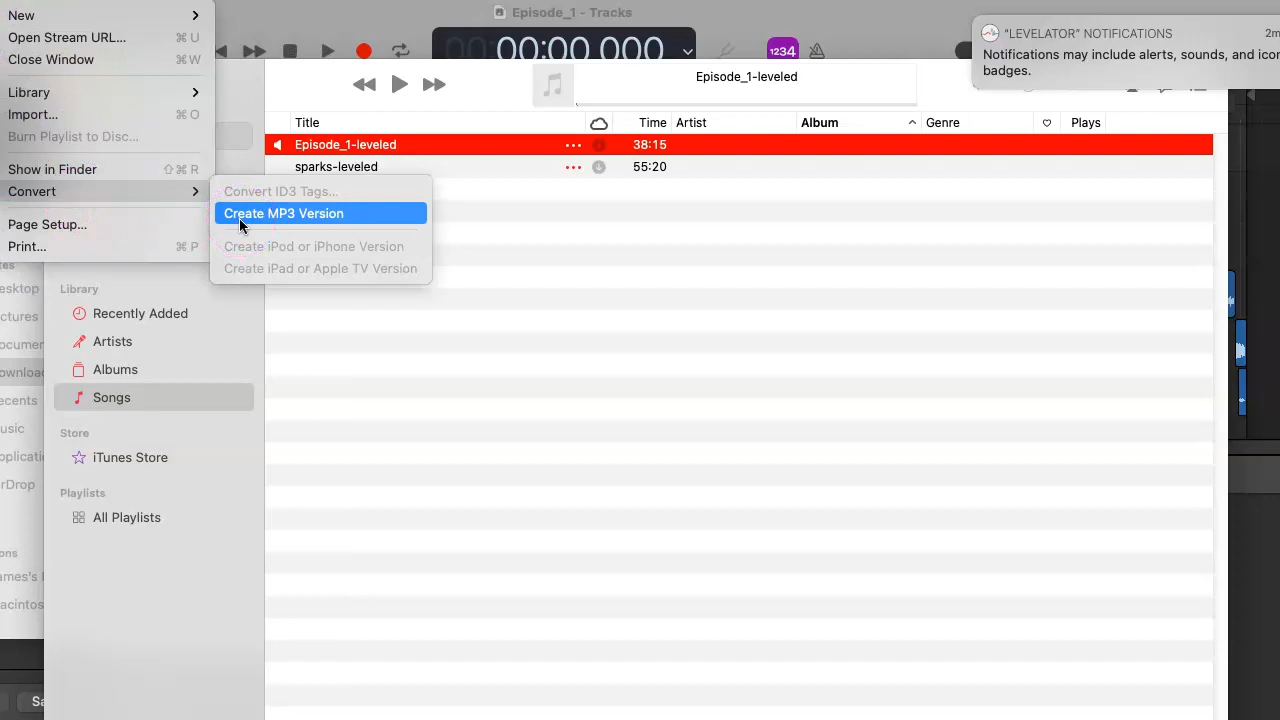 New
Open Stream URL... ⌘U
Close Window ⌘W
Library
Import... ⌘O
Burn Playlist to Disc...
Show in Finder ⇧⌘R
Convert
Page Setup...
Print... ⌘P
Convert ID3 Tags...
Create MP3 Version
Create iPod or iPhone Version
Create iPad or Apple TV Version
Episode_1 - Tracks
00:00 000
1234
"LEVELATOR" NOTIFICATIONS 2m
Notifications may include alerts, sounds, and icon
badges.
Episode_1-leveled
Title Time Artist Album Genre Plays
Episode_1-leveled ... 38:15
sparks-leveled ... 55:20
Library
Recently Added
Artists
Albums
Songs
Store
iTunes Store
Playlists
All Playlists
tes
esktop
ctures
ocumen
ownload
ecents
usic
pplicatio
rDrop
ons
ames's
acintos
Sa